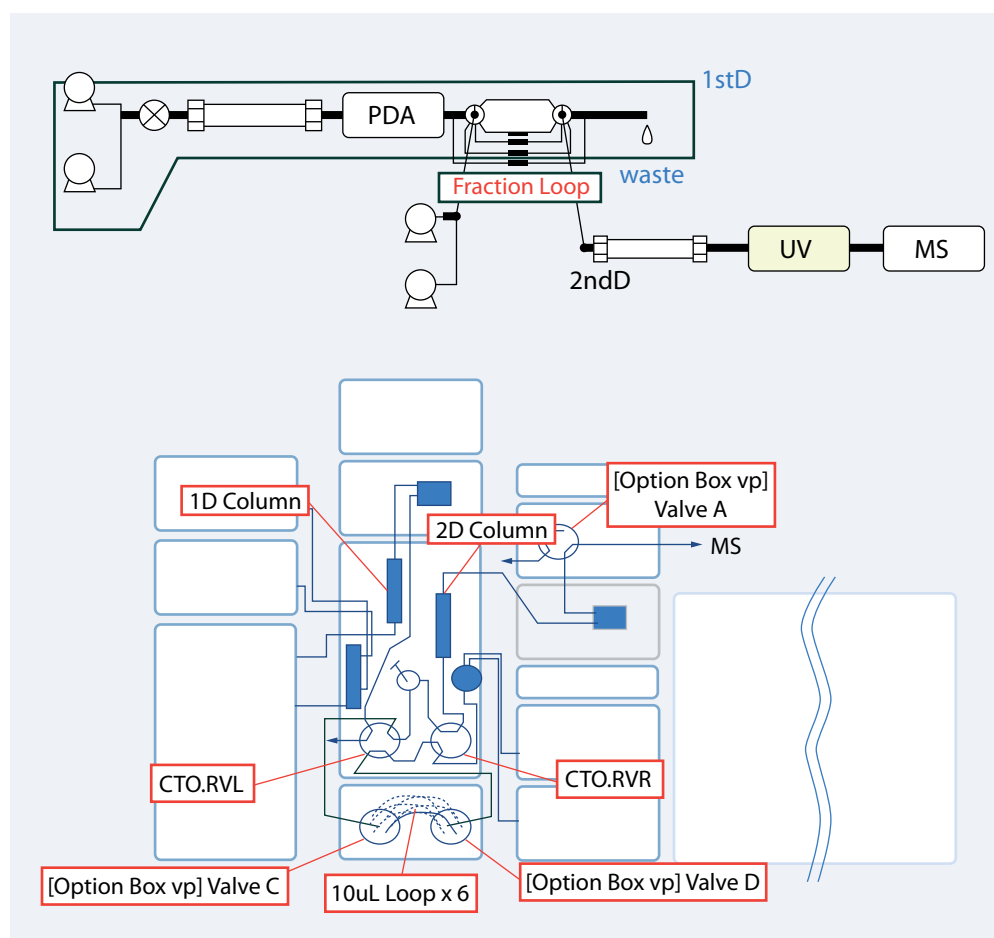 1stD
PDA
waste
Fraction Loop
UV
MS
2ndD
[Option Box vp]
Valve A
1D Column
2D Column
MS
CTO.RVL
CTO.RVR
[Option Box vp] Valve C
10uL Loop x 6
[Option Box vp] Valve D